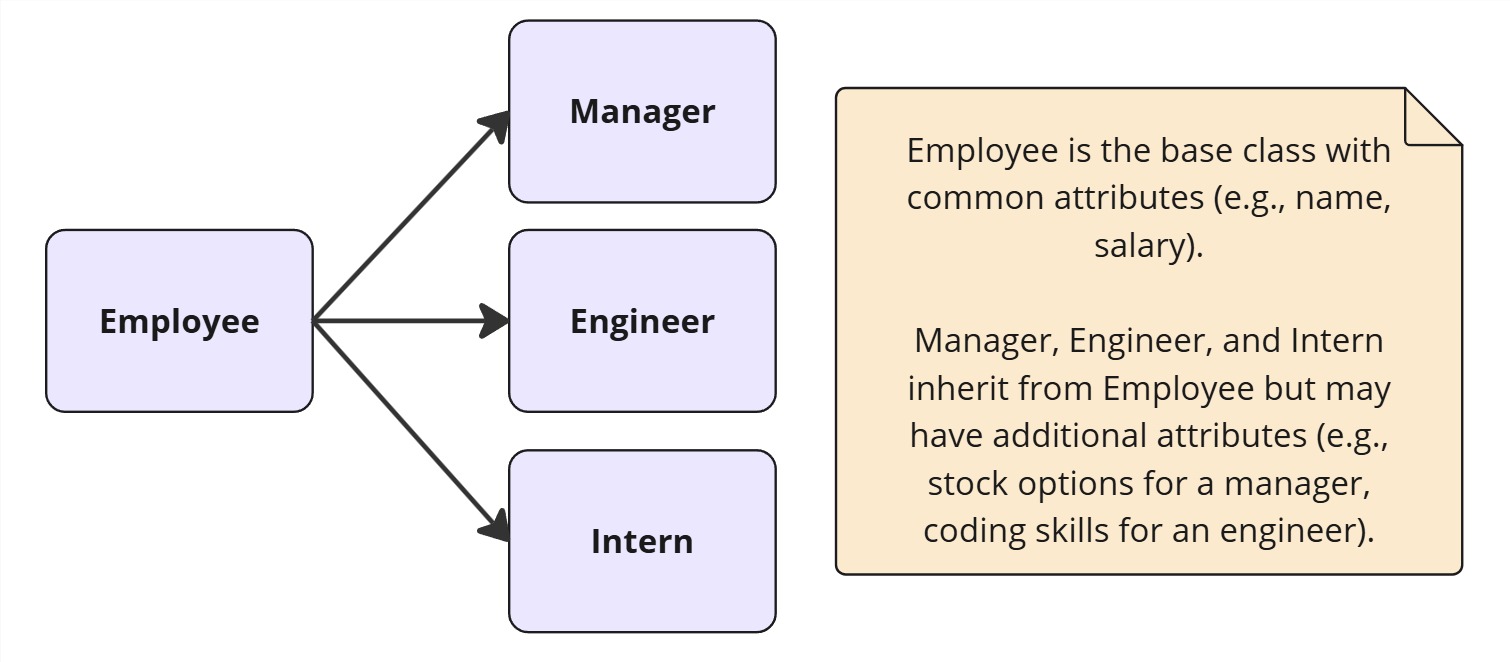 Manager
Employee
Engineer
Intern
Employee is the base class with
common attributes (e.g., name,
salary).
Manager, Engineer, and Intern
inherit from Employee but may
have additional attributes (e.g.,
stock options for a manager,
coding skills for an engineer).